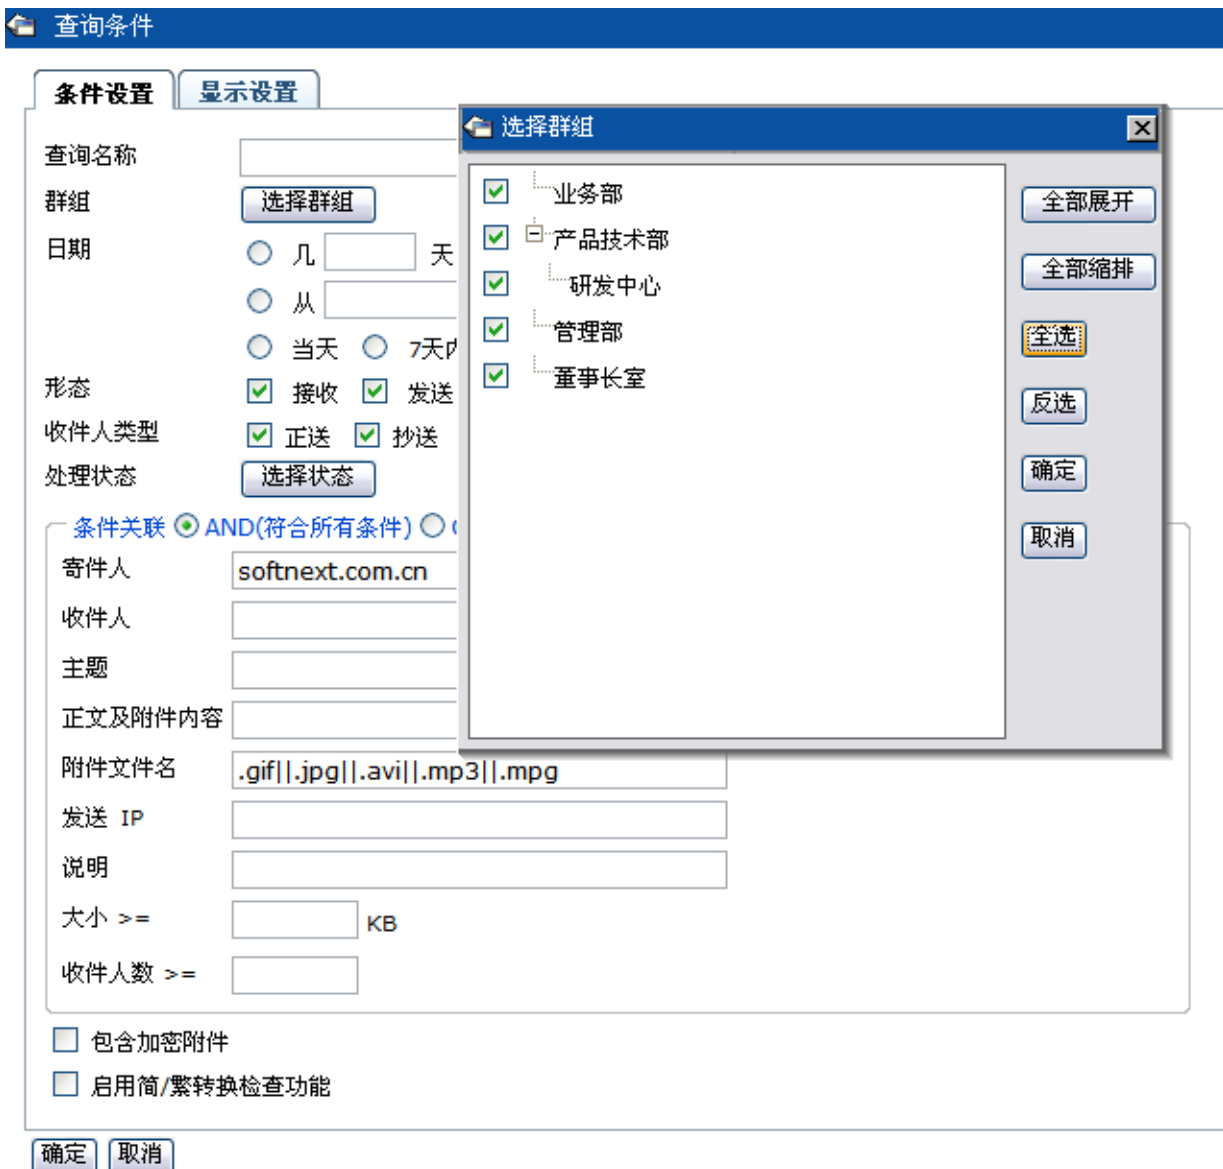 查询条件
条件设置 显示设置
查询名称
群组 选择群组
日期 几 天
从
当天 7天内
形态 接收 发送
收件人类型 正送 抄送
处理状态 选择状态
条件关联 AND(符合所有条件)
寄件人 softnext.com.cn
收件人
主题
正文及附件内容
附件文件名 .gif||.jpg||.avi||.mp3||.mpg
发送 IP
说明
大小 >= KB
收件人数 >=
包含加密附件
启用简/繁转换检查功能
确定 取消
选择群组
业务部
产品技术部
研发中心
管理部
董事长室
全部展开
全部缩排
全选
反选
确定
取消